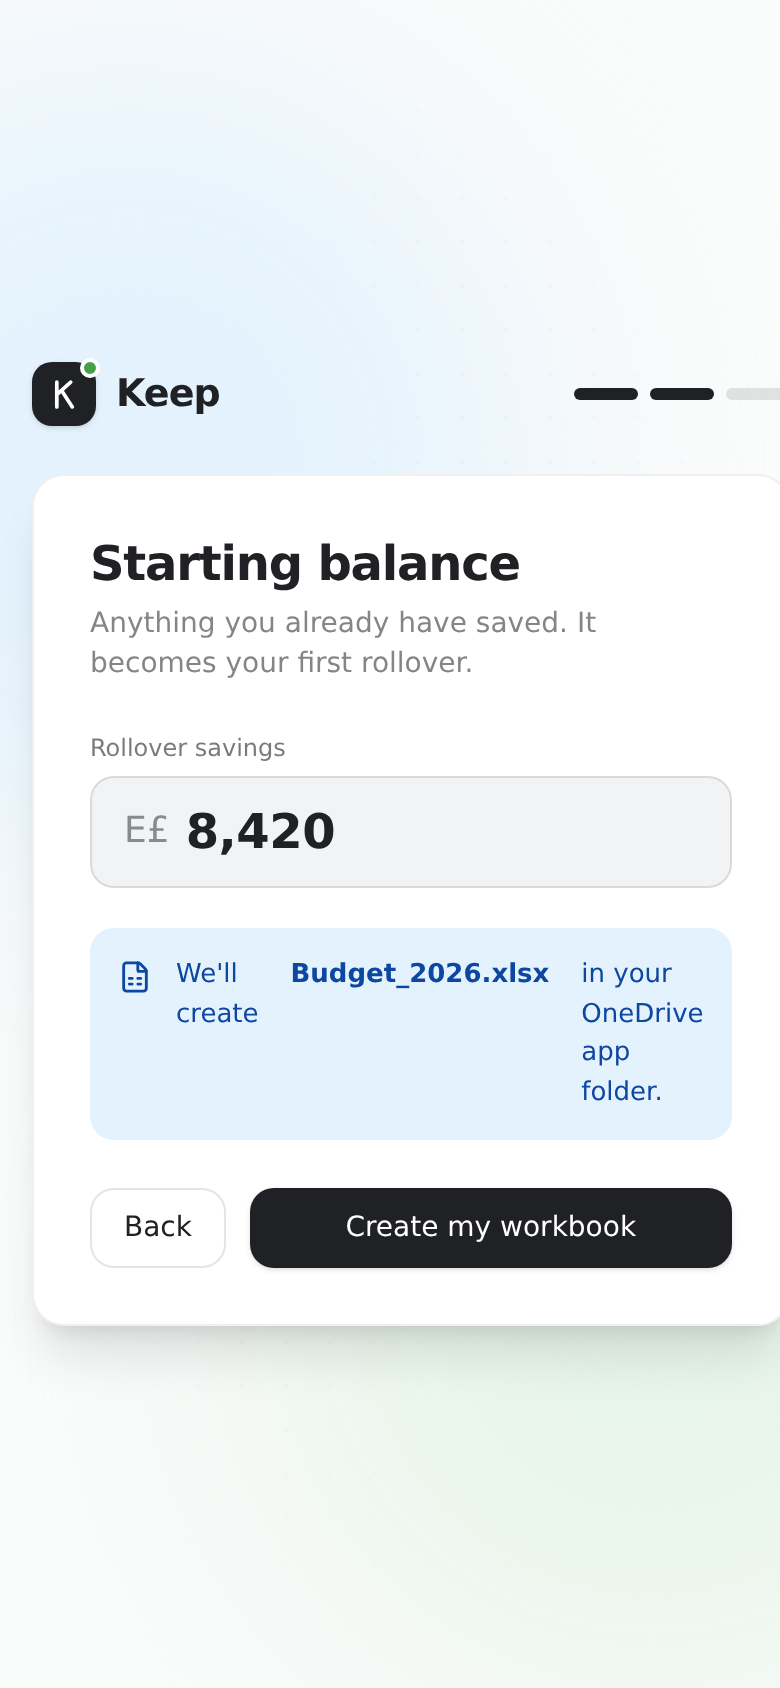 Keep
Starting balance
Anything you already have saved. It
becomes your first rollover.
Rollover savings
E£ 8,420
We'll
create
Budget_2026.xlsx
in your
OneDrive
app
folder.
Back
Create my workbook